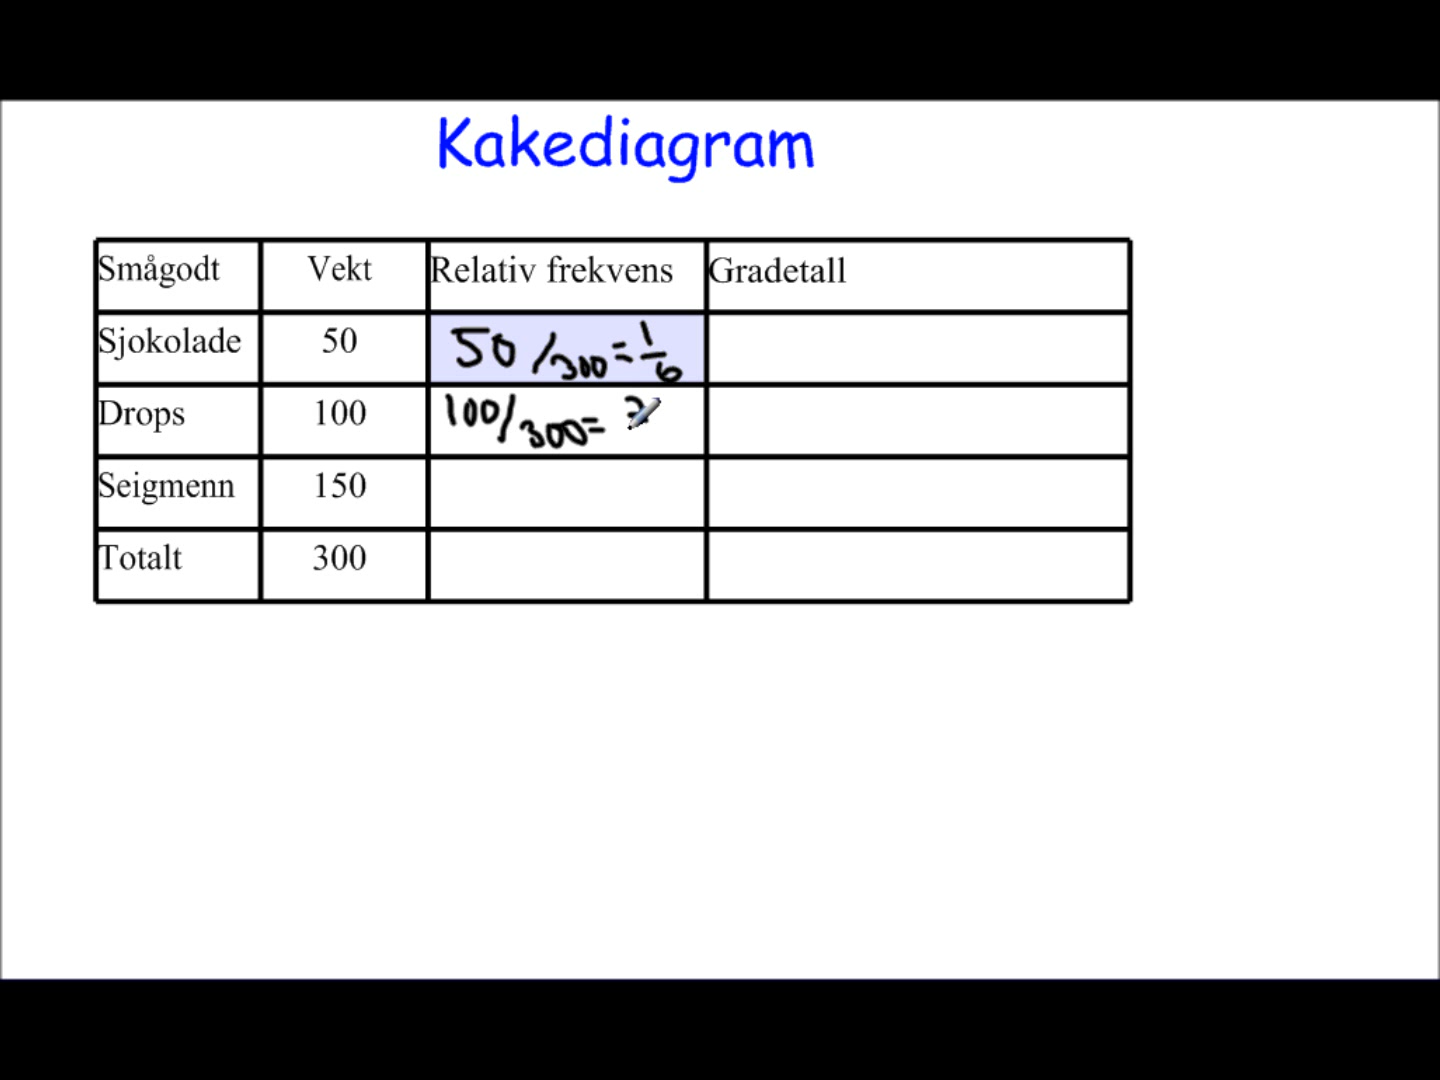 Kakediagram
Smågodt Vekt Relativ frekvens Gradetall
Sjokolade 50 50/300=1/6
Drops 100 100/300=
Seigmenn 150
Totalt 300